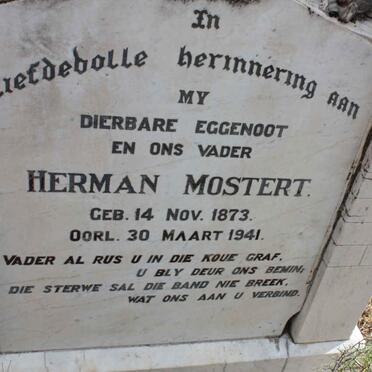 In
Liefdevolle herinnering aan
MY
DIERBARE EGGENOOT
EN ONS VADER
HERMAN MOSTERT.
GEB. 14 NOV. 1873.
OORL. 30 MAART 1941.
VADER AL RUS U IN DIE KOUE GRAF,
U BLY DEUR ONS BEMIN;
DIE STERWE SAL DIE BAND NIE BREEK,
WAT ONS AAN U VERBIND.